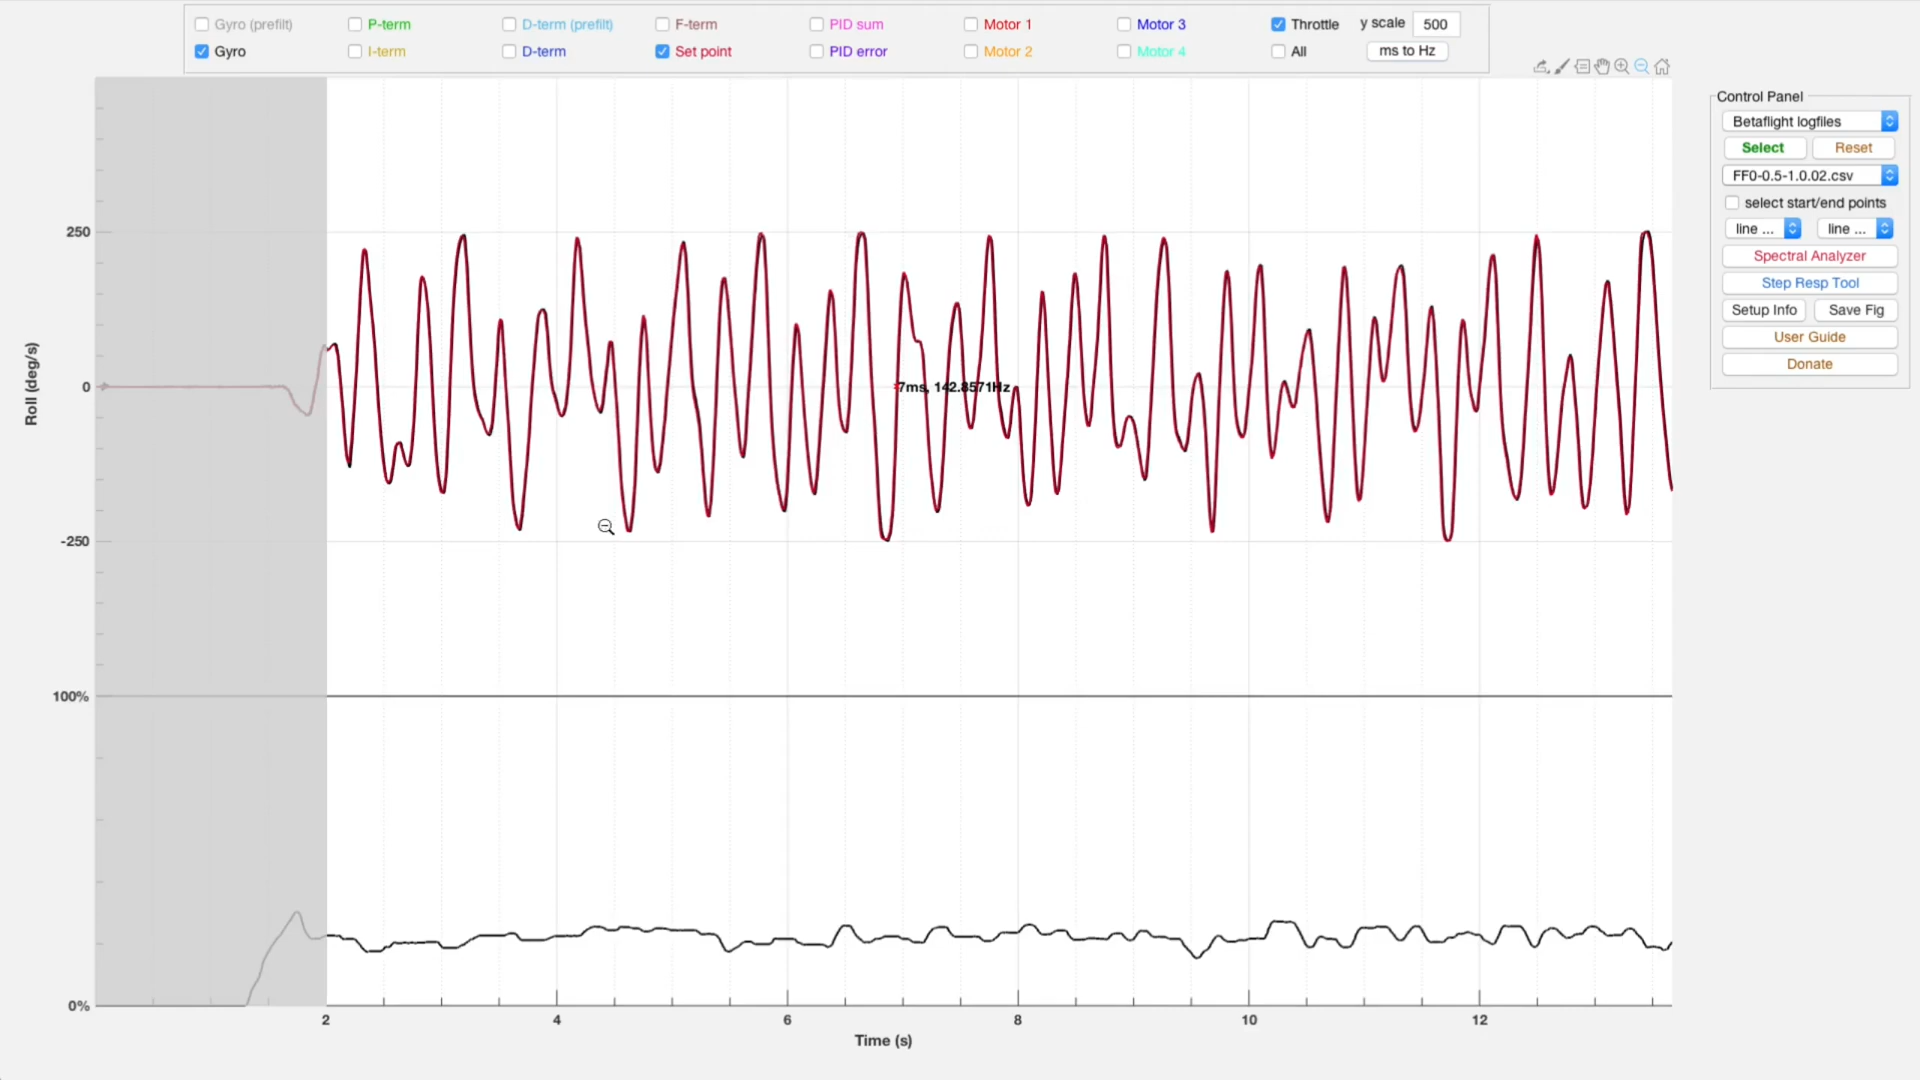 Gyro (prefilt) P-term D-term (prefilt) F-term PID sum Motor 1 Motor 3 Throttle y scale 500
Gyro I-term D-term Set point PID error Motor 2 Motor 4 All ms to Hz
Control Panel
Betaflight logfiles
Select Reset
FF0-0.5-1.0.02.csv
select start/end points
line ... line ...
Spectral Analyzer
Step Resp Tool
Setup Info Save Fig
User Guide
Donate
250
0
-250
Roll (deg/s)
7ms, 142.8571Hz
100%
0%
2 4 6 8 10 12
Time (s)